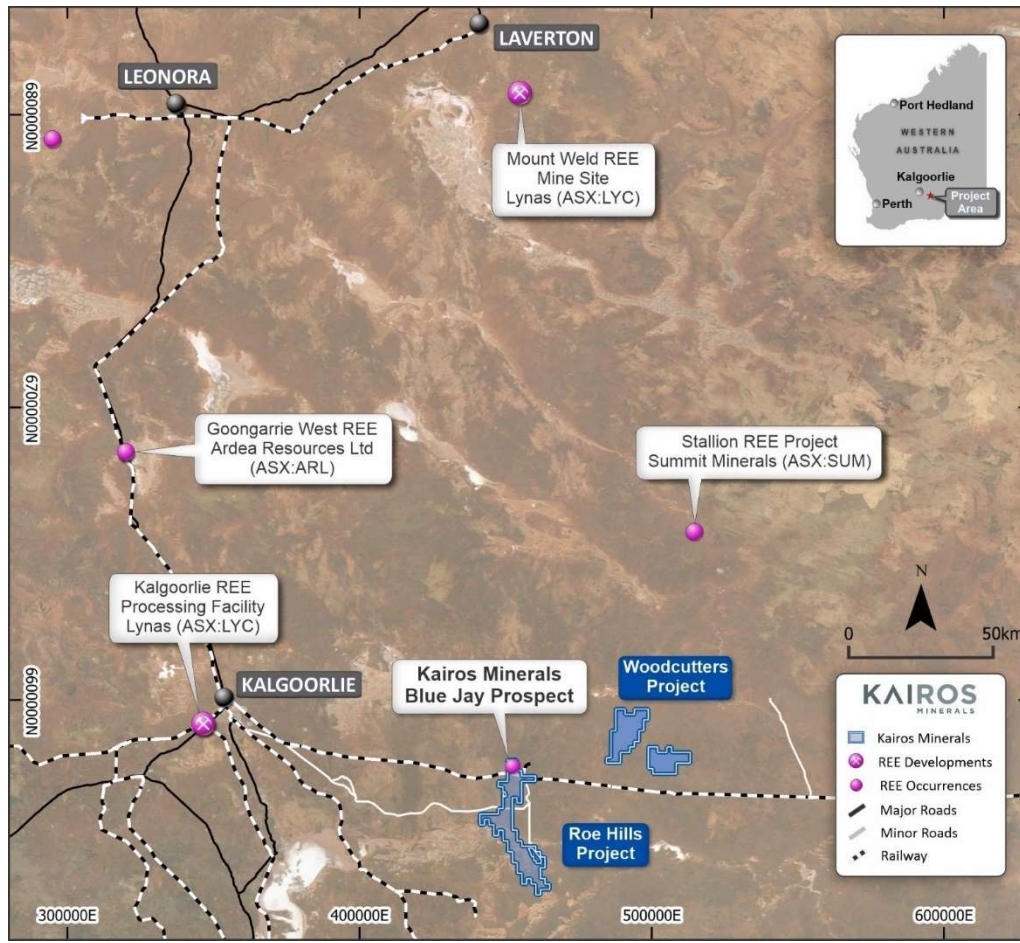 LAVERTON
LEONORA
6800000N
Mount Weld REE
Mine Site
Lynas (ASX:LYC)
Port Hedland
WESTERN
AUSTRALIA
Kalgoorlie
Perth
Project
Area
6700000N
Goongarrie West REE
Ardea Resources Ltd
(ASX:ARL)
Stallion REE Project
Summit Minerals (ASX:SUM)
Kalgoorlie REE
Processing Facility
Lynas (ASX:LYC)
N
0 50km
6600000N
KALGOORLIE
Kairos Minerals
Blue Jay Prospect
Woodcutters
Project
Roe Hills
Project
KAIROS
MINERALS
Kairos Minerals
REE Developments
REE Occurrences
Major Roads
Minor Roads
Railway
300000E
400000E
500000E
600000E